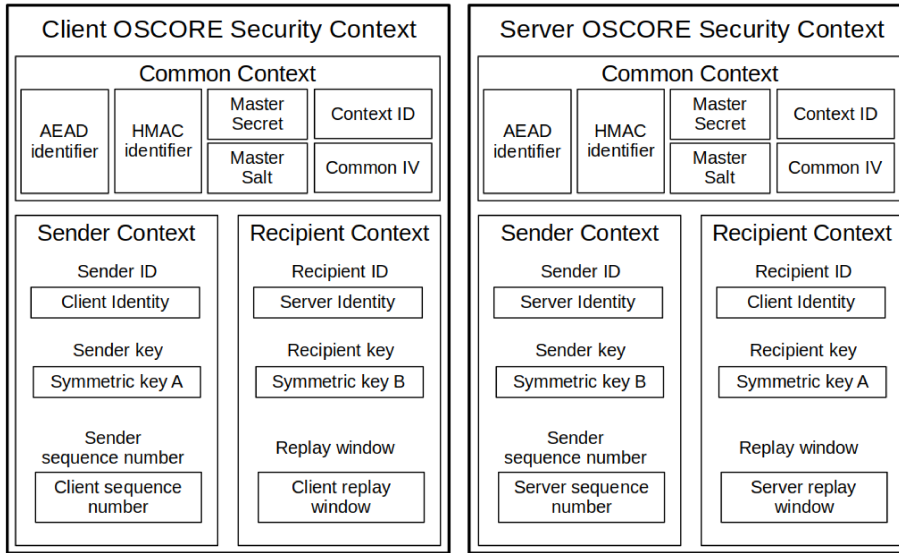 Client OSCORE Security Context
Common Context
AEAD
identifier
HMAC
identifier
Master
Secret
Context ID
Master
Salt
Common IV
Sender Context
Sender ID
Client Identity
Sender key
Symmetric key A
Sender
sequence number
Client sequence
number
Recipient Context
Recipient ID
Server Identity
Recipient key
Symmetric key B
Replay window
Client replay
window
Server OSCORE Security Context
Common Context
AEAD
identifier
HMAC
identifier
Master
Secret
Context ID
Master
Salt
Common IV
Sender Context
Sender ID
Server Identity
Sender key
Symmetric key B
Sender
sequence number
Server sequence
number
Recipient Context
Recipient ID
Client Identity
Recipient key
Symmetric key A
Replay window
Server replay
window